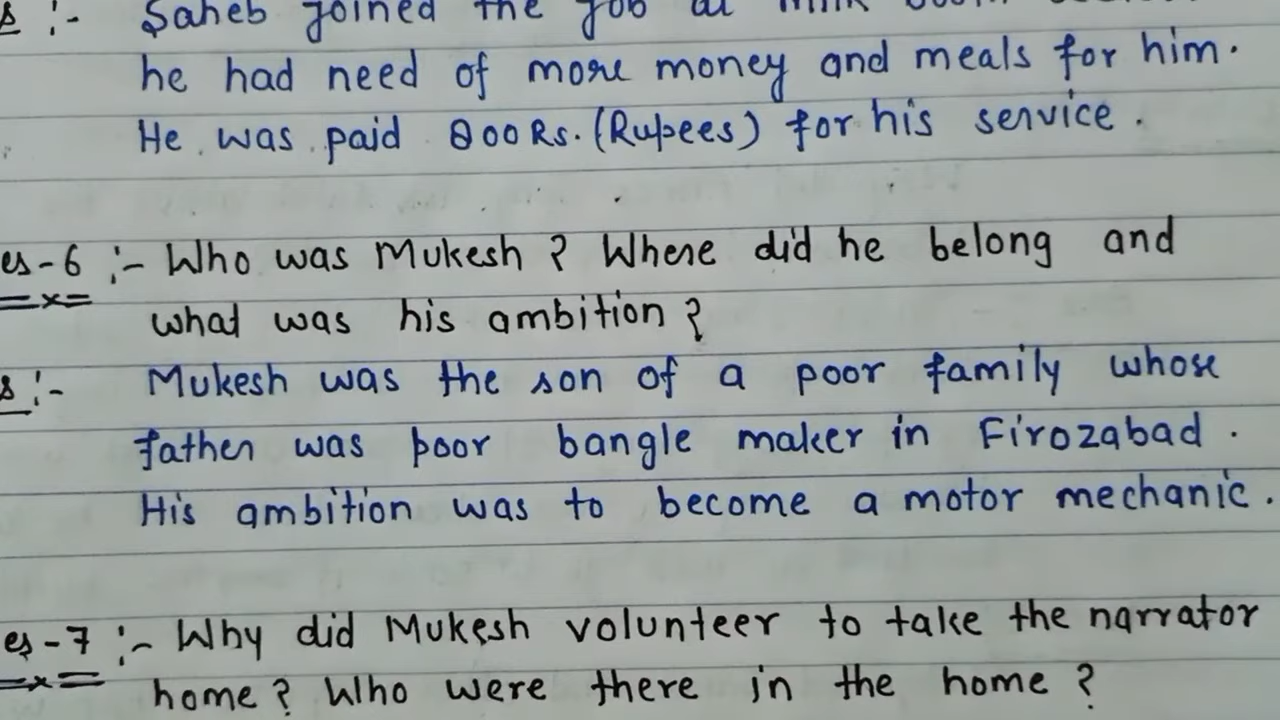 s :- Saheb joined the job at milk booth
he had need of more money and meals for him.
He was paid 800 Rs. (Rupees) for his service.
es-6 :- Who was Mukesh ? Where did he belong and
what was his ambition ?
s :- Mukesh was the son of a poor family whose
father was poor bangle maker in Firozabad.
His ambition was to become a motor mechanic.
es-7 :- Why did Mukesh volunteer to take the narrator
home ? Who were there in the home ?